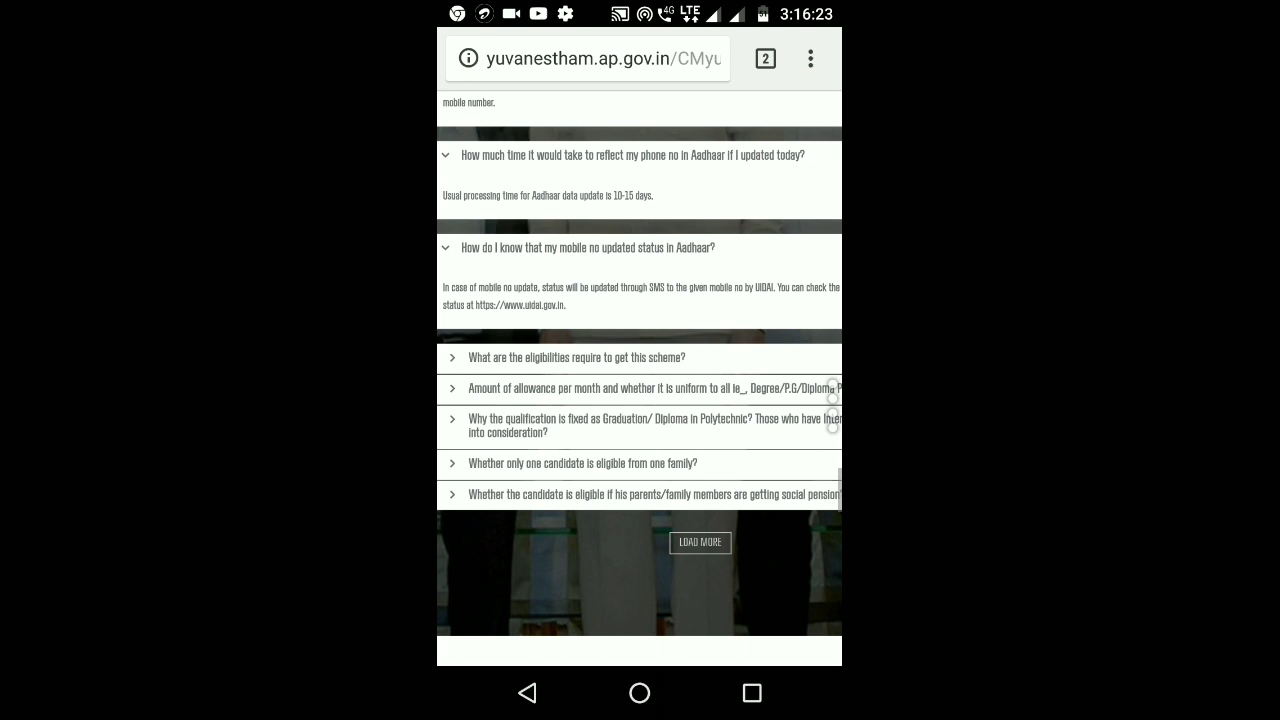 4G
LTE
51
3:16:23
yuvanestham.ap.gov.in/CMyu
2
mobile number.
How much time it would take to reflect my phone no in Aadhaar if I updated today?
Usual processing time for Aadhaar data update is 10-15 days.
How do I know that my mobile no updated status in Aadhaar?
In case of mobile no update, status will be updated through SMS to the given mobile no by UIDAI. You can check the
status at https://www.uidai.gov.in.
What are the eligibilities require to get this scheme?
Amount of allowance per month and whether it is uniform to all ie_, Degree/P.G/Diploma P
Why the qualification is fixed as Graduation/ Diploma in Polytechnic? Those who have Inter
into consideration?
Whether only one candidate is eligible from one family?
Whether the candidate is eligible if his parents/family members are getting social pension?
LOAD MORE